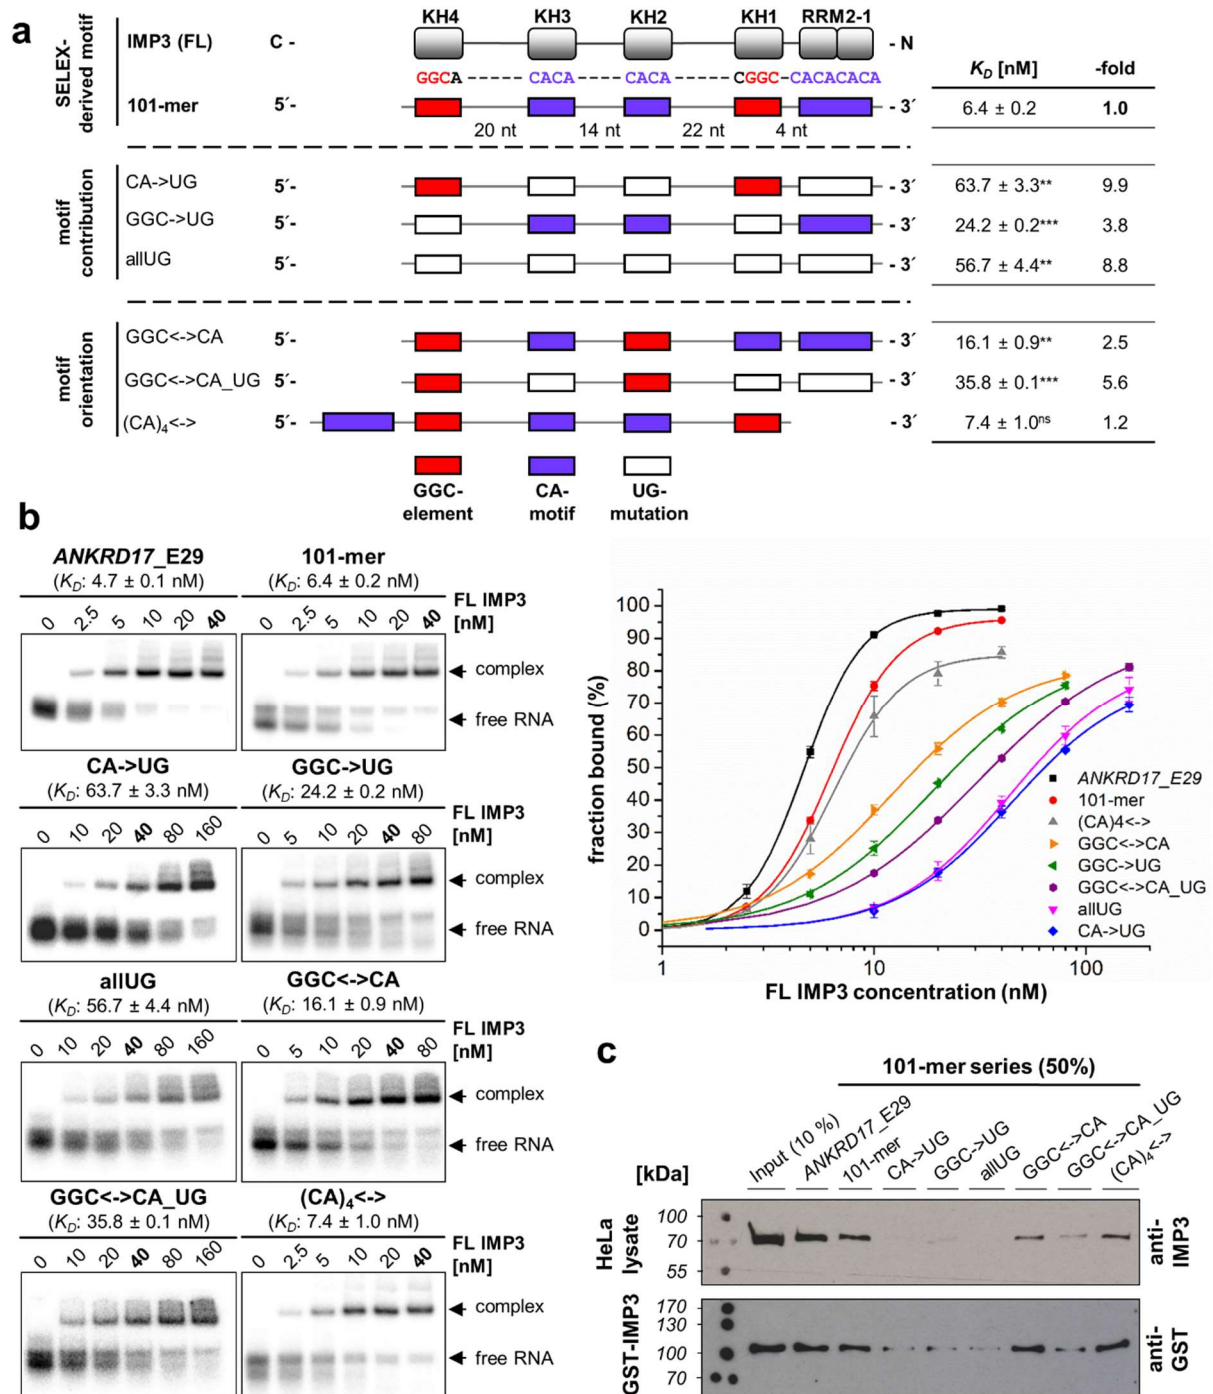 a
SELEX-derived motif
KH4 KH3 KH2 KH1 RRM2-1
IMP3 (FL) C - - N
GGCA ------ CACA ------ CACA ------ CGGC-CACACACA
101-mer 5´- - 3´
20 nt 14 nt 22 nt 4 nt
KD [nM] -fold
6.4 ± 0.2 1.0
motif contribution
CA->UG 5´- - 3´ 63.7 ± 3.3** 9.9
GGC->UG 5´- - 3´ 24.2 ± 0.2*** 3.8
allUG 5´- - 3´ 56.7 ± 4.4** 8.8
motif orientation
GGC<->CA 5´- - 3´ 16.1 ± 0.9** 2.5
GGC<->CA_UG 5´- - 3´ 35.8 ± 0.1*** 5.6
(CA)4<-> 5´- - 3´ 7.4 ± 1.0ns 1.2
GGC- CA- UG-
element motif mutation
b
ANKRD17_E29 101-mer
(KD: 4.7 ± 0.1 nM) (KD: 6.4 ± 0.2 nM)
0 2.5 5 10 20 40 0 2.5 5 10 20 40 FL IMP3 [nM]
complex
free RNA
CA->UG GGC->UG
(KD: 63.7 ± 3.3 nM) (KD: 24.2 ± 0.2 nM)
0 10 20 40 80 160 0 5 10 20 40 80 FL IMP3 [nM]
complex
free RNA
allUG GGC<->CA
(KD: 56.7 ± 4.4 nM) (KD: 16.1 ± 0.9 nM)
0 10 20 40 80 160 0 5 10 20 40 80 FL IMP3 [nM]
complex
free RNA
GGC<->CA_UG (CA)4<->
(KD: 35.8 ± 0.1 nM) (KD: 7.4 ± 1.0 nM)
0 10 20 40 80 160 0 2.5 5 10 20 40 FL IMP3 [nM]
complex
free RNA
fraction bound (%)
100
90
80
70
60
50
40
30
20
10
0
1 10 100
FL IMP3 concentration (nM)
ANKRD17_E29
101-mer
(CA)4<->
GGC<->CA
GGC->UG
GGC<->CA_UG
allUG
CA->UG
c
101-mer series (50%)
[kDa] Input (10 %) ANKRD17_E29 101-mer CA->UG GGC->UG allUG GGC<->CA GGC<->CA_UG (CA)4<->
HeLa lysate
100
70
55
anti-IMP3
GST-IMP3
170
130
100
70
anti-GST